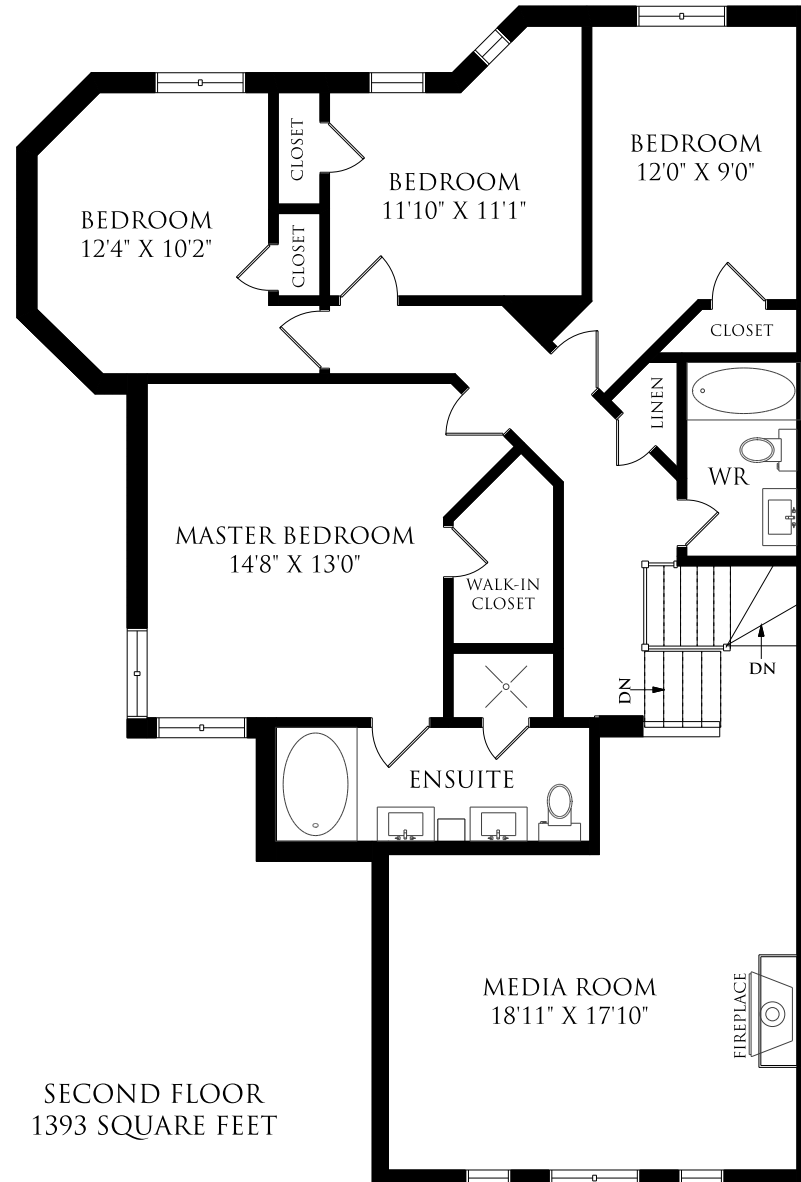 BEDROOM
12'0" X 9'0"
CLOSET
BEDROOM
11'10" X 11'1"
BEDROOM
12'4" X 10'2"
CLOSET
CLOSET
LINEN
WR
MASTER BEDROOM
14'8" X 13'0"
WALK-IN
CLOSET
DN
DN
ENSUITE
MEDIA ROOM
18'11" X 17'10"
FIREPLACE
SECOND FLOOR
1393 SQUARE FEET